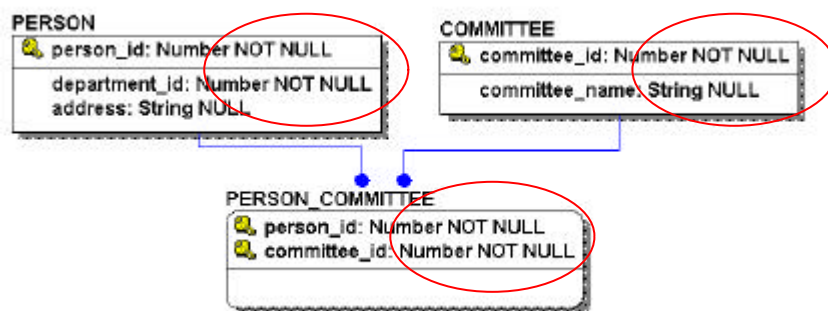 PERSON
person_id: Number NOT NULL
department_id: Number NOT NULL
address: String NULL
COMMITTEE
committee_id: Number NOT NULL
committee_name: String NULL
PERSON_COMMITTEE
person_id: Number NOT NULL
committee_id: Number NOT NULL